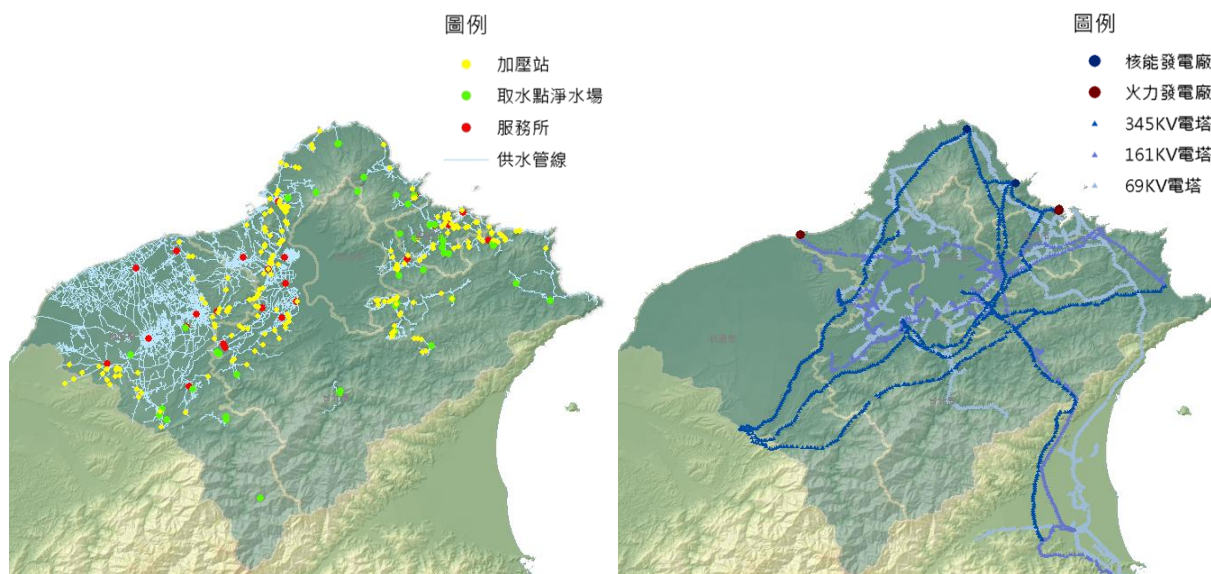 圖例
加壓站
取水點淨水場
服務所
供水管線
圖例
核能發電廠
火力發電廠
345KV電塔
161KV電塔
69KV電塔